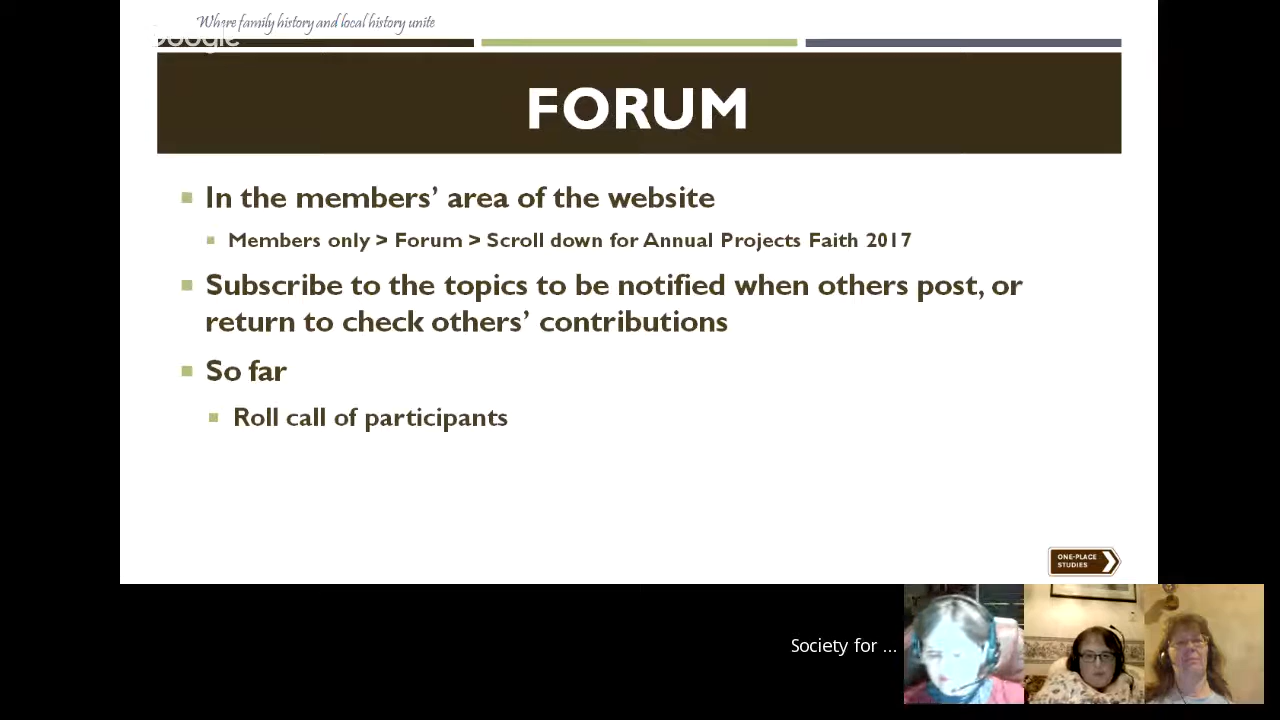 Where family history and local history unite
Google
FORUM
In the members’ area of the website
Members only > Forum > Scroll down for Annual Projects Faith 2017
Subscribe to the topics to be notified when others post, or
return to check others’ contributions
So far
Roll call of participants
ONE-PLACE
STUDIES
Society for ...